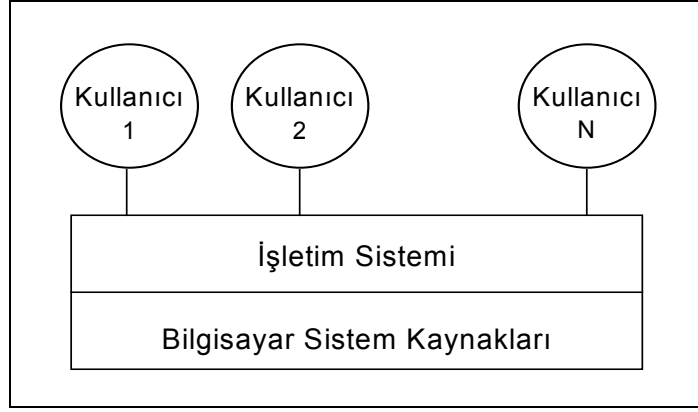 Kullanıcı
1
Kullanıcı
2
Kullanıcı
N
İşletim Sistemi
Bilgisayar Sistem Kaynakları